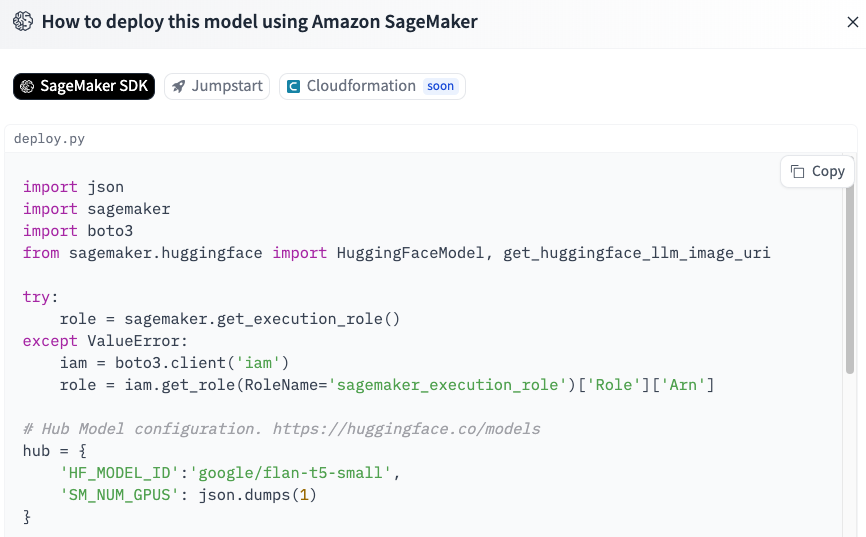 How to deploy this model using Amazon SageMaker
SageMaker SDK Jumpstart Cloudformation soon
deploy.py
Copy
import json
import sagemaker
import boto3
from sagemaker.huggingface import HuggingFaceModel, get_huggingface_llm_image_uri

try:
    role = sagemaker.get_execution_role()
except ValueError:
    iam = boto3.client('iam')
    role = iam.get_role(RoleName='sagemaker_execution_role')['Role']['Arn']

# Hub Model configuration. https://huggingface.co/models
hub = {
    'HF_MODEL_ID':'google/flan-t5-small',
    'SM_NUM_GPUS': json.dumps(1)
}